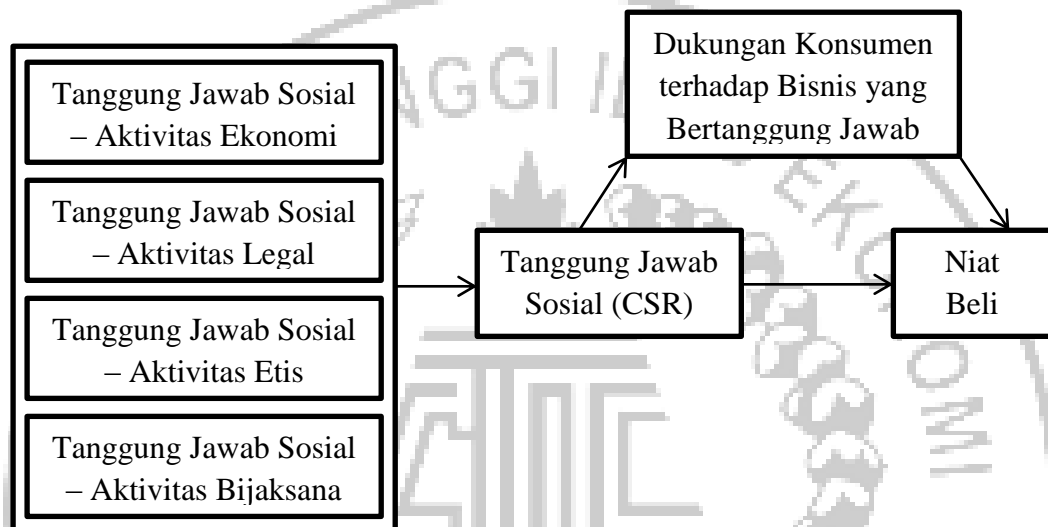 Tanggung Jawab Sosial
– Aktivitas Ekonomi
Tanggung Jawab Sosial
– Aktivitas Legal
Tanggung Jawab Sosial
– Aktivitas Etis
Tanggung Jawab Sosial
– Aktivitas Bijaksana
Tanggung Jawab
Sosial (CSR)
Dukungan Konsumen
terhadap Bisnis yang
Bertanggung Jawab
Niat
Beli